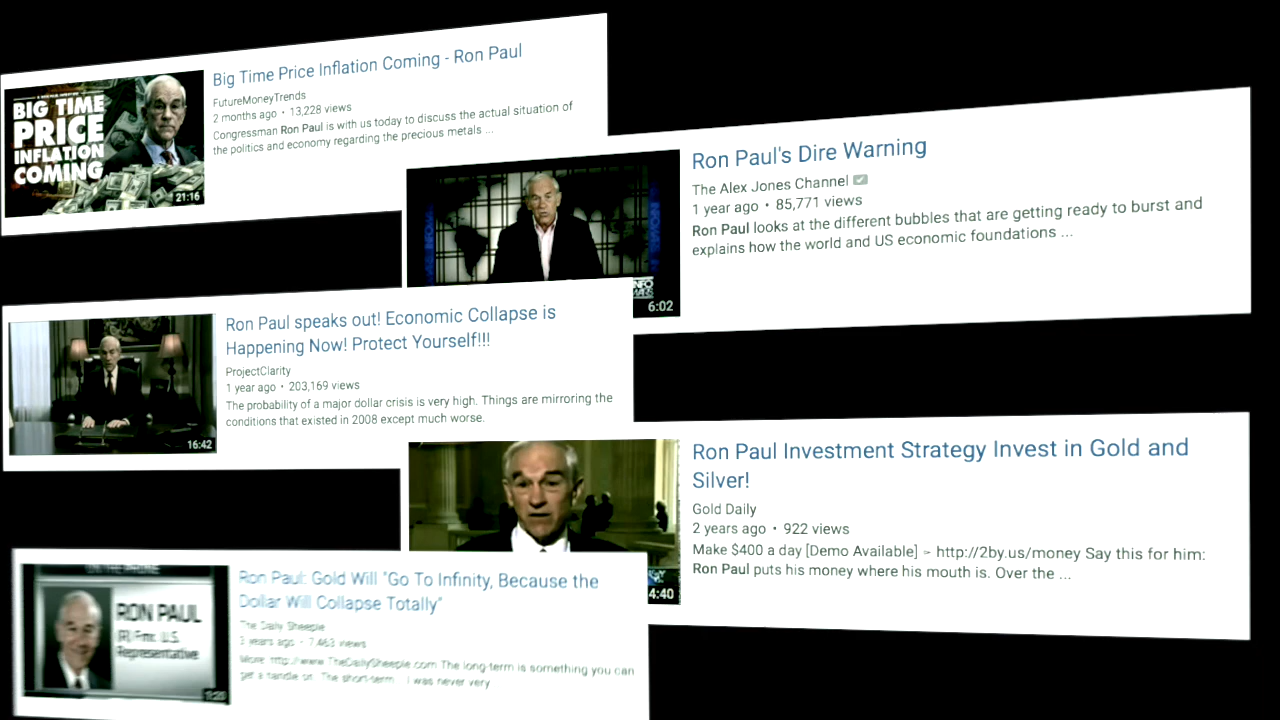 BIG TIME
PRICE
INFLATION
COMING
21:16
Big Time Price Inflation Coming - Ron Paul
FutureMoneyTrends
2 months ago • 13,228 views
Congressman Ron Paul is with us today to discuss the actual situation of
the politics and economy regarding the precious metals ...
6:02
Ron Paul's Dire Warning
The Alex Jones Channel
1 year ago • 85,771 views
Ron Paul looks at the different bubbles that are getting ready to burst and
explains how the world and US economic foundations ...
16:42
Ron Paul speaks out! Economic Collapse is
Happening Now! Protect Yourself!!!
ProjectClarity
1 year ago • 203,169 views
The probability of a major dollar crisis is very high. Things are mirroring the
conditions that existed in 2008 except much worse.
4:40
Ron Paul Investment Strategy Invest in Gold and
Silver!
Gold Daily
2 years ago • 922 views
Make $400 a day [Demo Available] ➢ http://2by.us/money Say this for him:
Ron Paul puts his money where his mouth is. Over the ...
RON PAUL
(R) Fmr. U.S.
Representative
Ron Paul: Gold Will "Go To Infinity, Because the
Dollar Will Collapse Totally"
The Daily Sheeple
3 years ago • 7,463 views
More: http://www.TheDailySheeple.com The long-term is something you can
get a handle on. The short-term I was never very